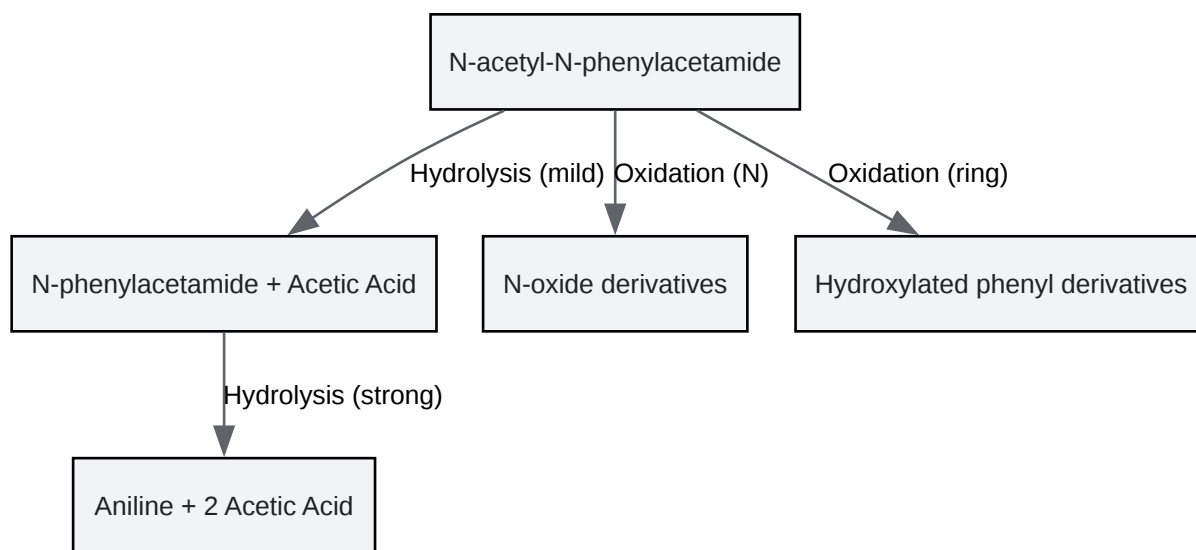 N-acetyl-N-phenylacetamide
Hydrolysis (mild)
Oxidation (N)
Oxidation (ring)
N-phenylacetamide + Acetic Acid
N-oxide derivatives
Hydroxylated phenyl derivatives
Hydrolysis (strong)
Aniline + 2 Acetic Acid